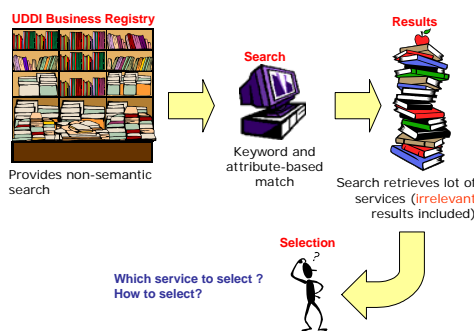 UDDI Business Registry
Provides non-semantic
search
Search
Keyword and
attribute-based
match
Results
Search retrieves lot of
services (irrelevant
results included)
Selection
?
Which service to select ?
How to select?